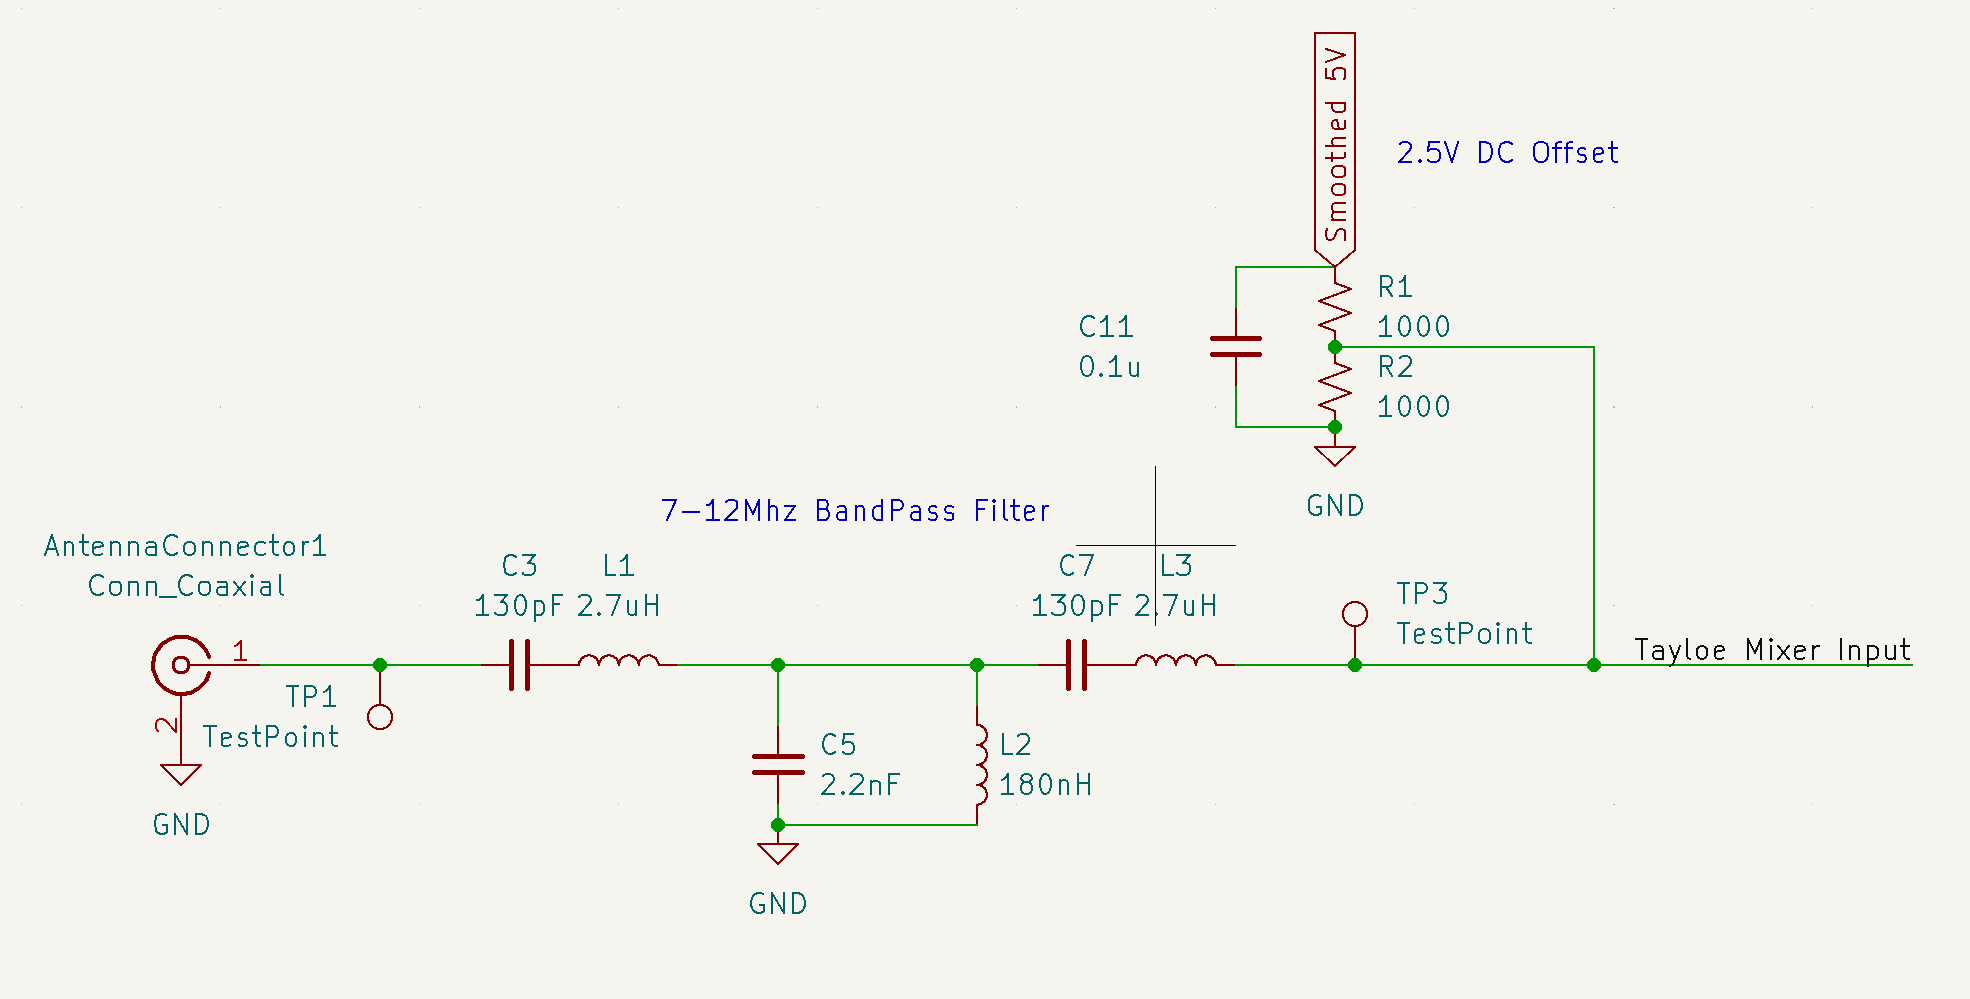 Smoothed 5V
2.5V DC Offset
R1
1000
C11
0.1u
R2
1000
GND
7-12Mhz BandPass Filter
AntennaConnector1
Conn_Coaxial
C3
130pF
L1
2.7uH
C7
130pF
L3
2.7uH
TP3
TestPoint
1
Tayloe Mixer Input
2
TP1
TestPoint
C5
2.2nF
L2
180nH
GND
GND